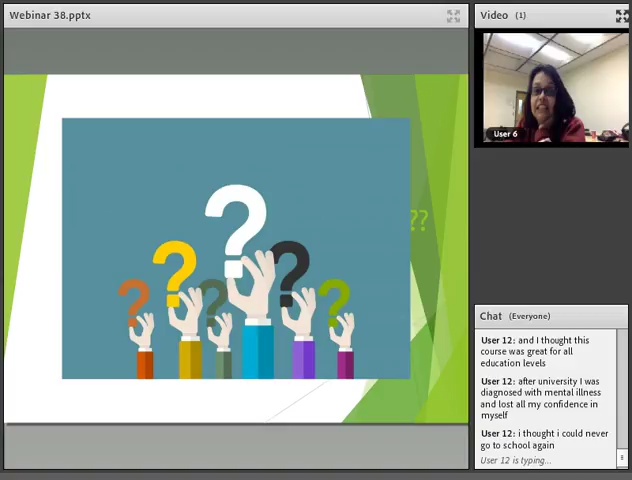 Webinar 38.pptx
Video (1)
User 6
? ? ? ? ? ?
??
Chat (Everyone)
User 12: and I thought this
course was great for all
education levels
User 12: after university I was
diagnosed with mental illness
and lost all my confidence in
myself
User 12: i thought i could never
go to school again
User 12 is typing...